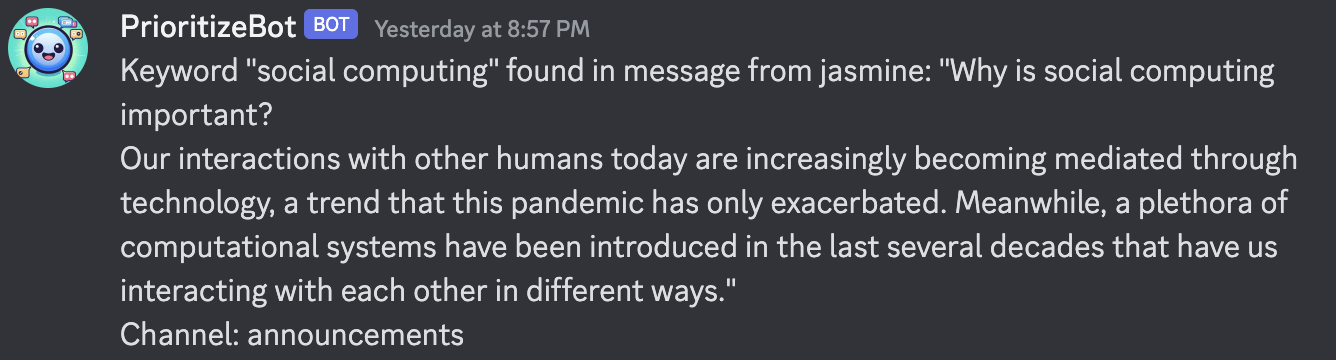 PrioritizeBot BOT Yesterday at 8:57 PM
Keyword "social computing" found in message from jasmine: "Why is social computing
important?
Our interactions with other humans today are increasingly becoming mediated through
technology, a trend that this pandemic has only exacerbated. Meanwhile, a plethora of
computational systems have been introduced in the last several decades that have us
interacting with each other in different ways."
Channel: announcements